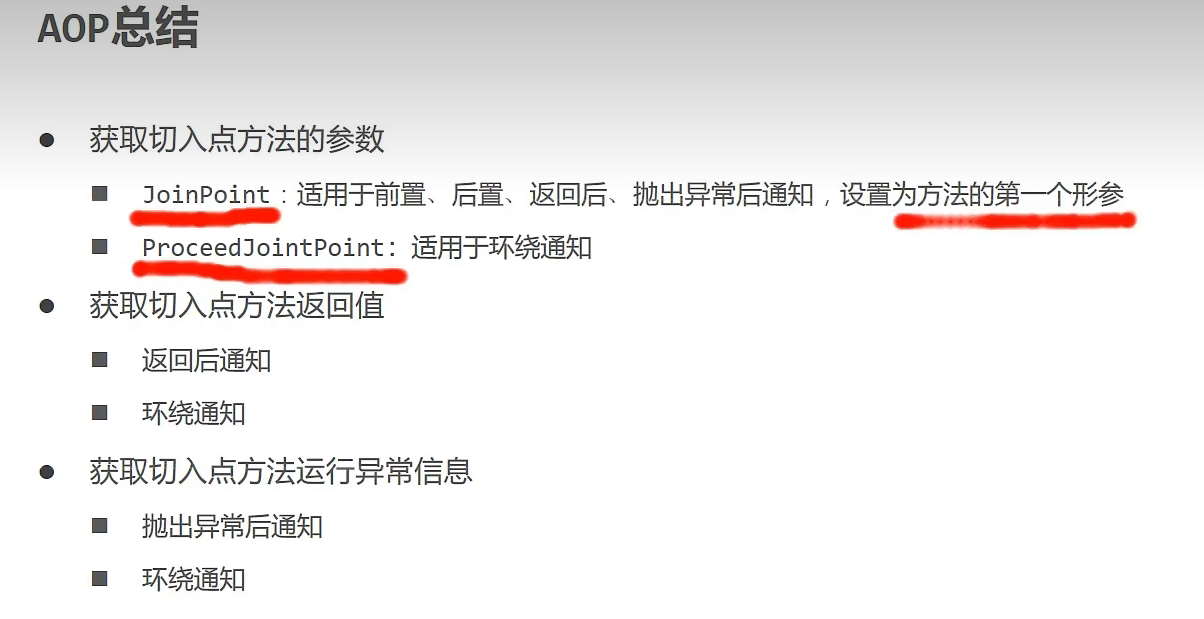 AOP总结
获取切入点方法的参数
JoinPoint：适用于前置、后置、返回后、抛出异常后通知，设置为方法的第一个形参
ProceedJointPoint：适用于环绕通知
获取切入点方法返回值
返回后通知
环绕通知
获取切入点方法运行异常信息
抛出异常后通知
环绕通知